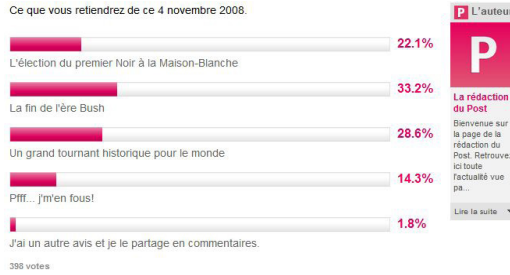 Ce que vous retiendrez de ce 4 novembre 2008.
22.1%
L'élection du premier Noir à la Maison-Blanche
33.2%
La fin de l'ère Bush
28.6%
Un grand tournant historique pour le monde
14.3%
Pfff... j'm'en fous!
1.8%
J'ai un autre avis et je le partage en commentaires.
398 votes
P L'auteur
P
La rédaction
du Post
Bienvenue sur
la page de la
rédaction du
Post. Retrouvez
ici toute
l'actualité vue
pa...
Lire la suite